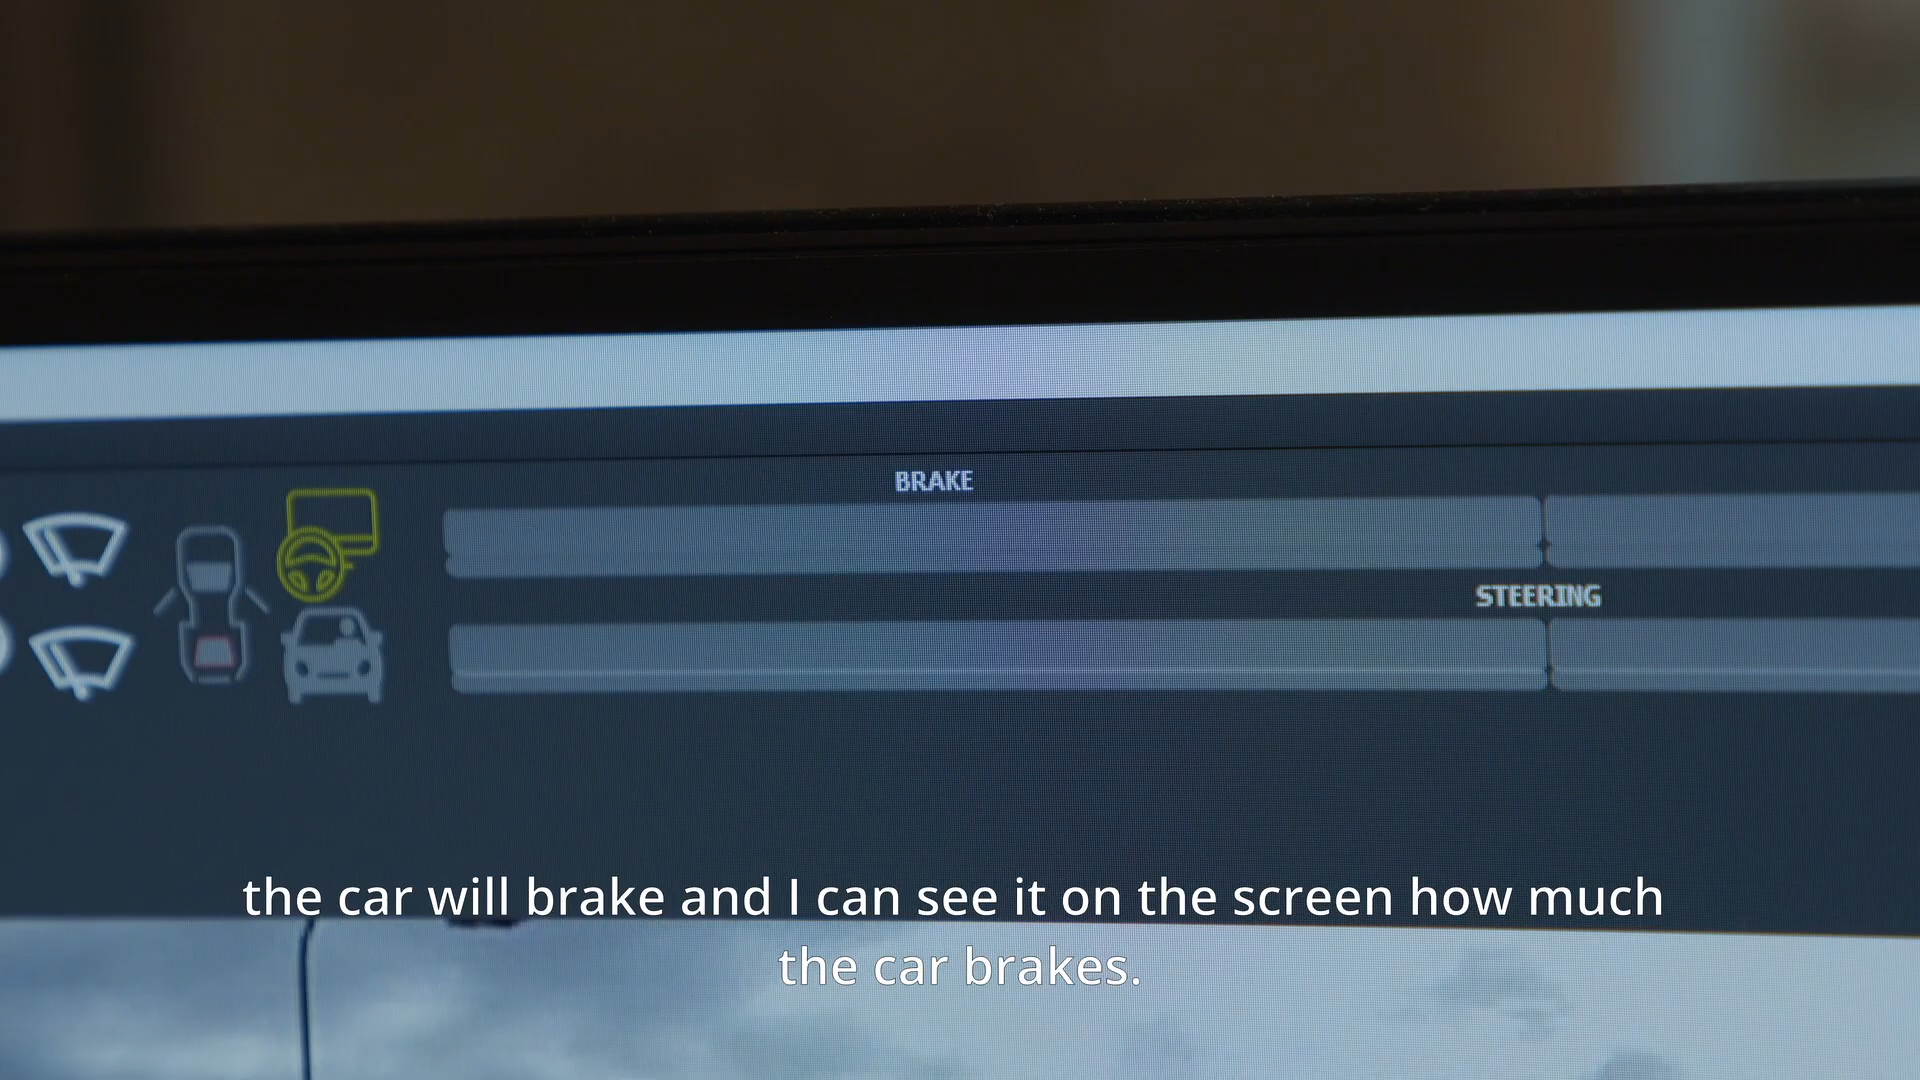 BRAKE
STEERING
the car will brake and I can see it on the screen how much
the car brakes.